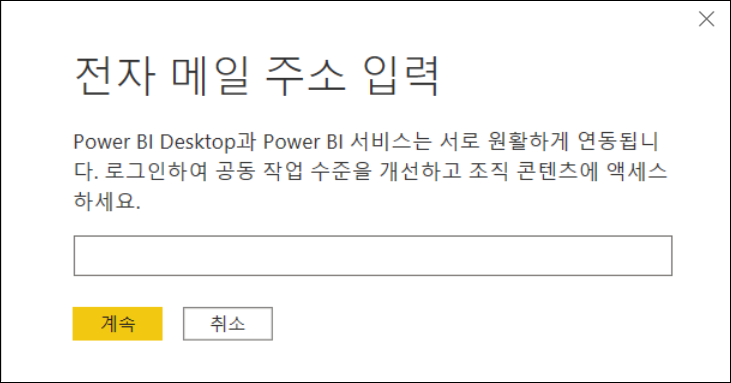 전자 메일 주소 입력
Power BI Desktop과 Power BI 서비스는 서로 원활하게 연동됩니
다. 로그인하여 공동 작업 수준을 개선하고 조직 콘텐츠에 액세스
하세요.
계속 취소